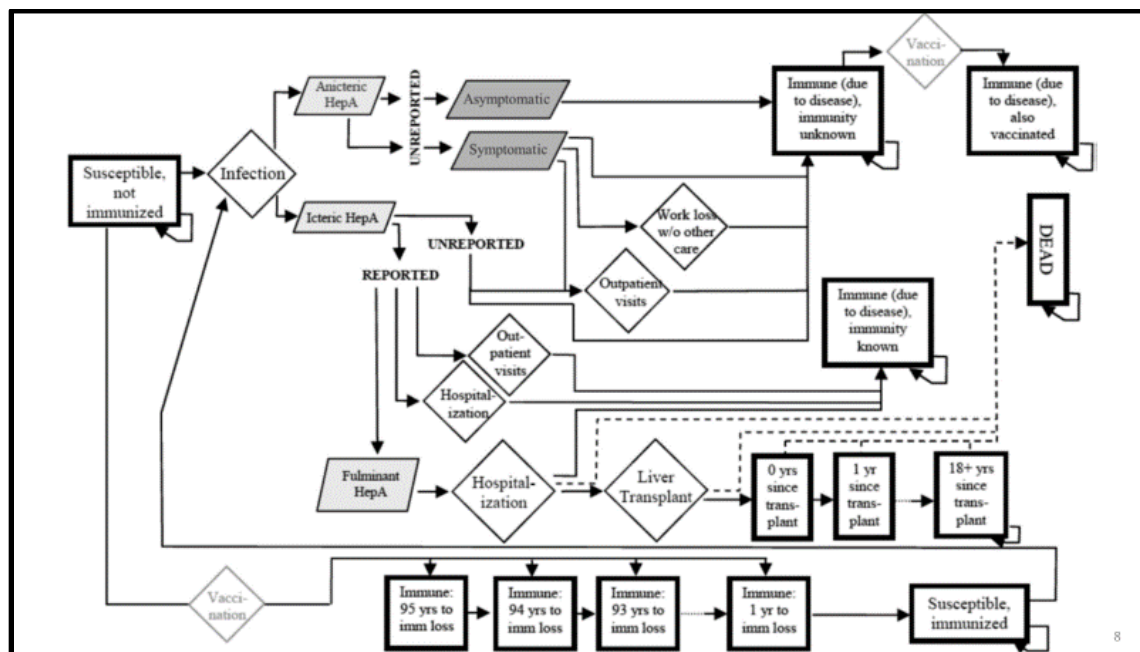 Vacci-
nation
Anicteric
HepA
UNREPORTED
Asymptomatic
Immune (due
to disease),
immunity
unknown
Immune (due
to disease),
also
vaccinated
Susceptible,
not
immunized
Infection
Symptomatic
Icteric HepA
UNREPORTED
Work loss
w/o other
care
DEAD
REPORTED
Outpatient
visits
Immune (due
to disease),
immunity
known
Out-
patient
visits
Hospital-
ization
Fulminant
HepA
Hospital-
ization
Liver
Transplant
0 yrs
since
trans-
plant
1 yr
since
trans-
plant
18+ yrs
since
trans-
plant
Vacci-
nation
Immune:
95 yrs to
imm loss
Immune:
94 yrs to
imm loss
Immune:
93 yrs to
imm loss
Immune:
1 yr to
imm loss
Susceptible,
immunized
8